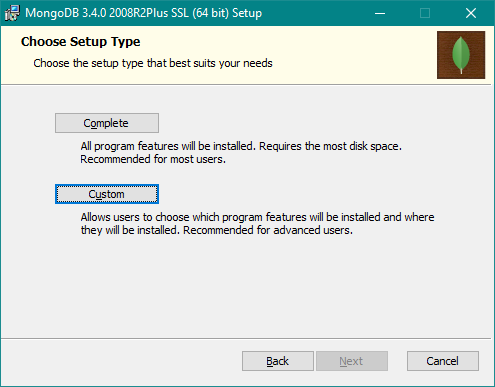 MongoDB 3.4.0 2008R2Plus SSL (64 bit) Setup
Choose Setup Type
Choose the setup type that best suits your needs
Complete
All program features will be installed. Requires the most disk space.
Recommended for most users.
Custom
Allows users to choose which program features will be installed and where
they will be installed. Recommended for advanced users.
Back Next Cancel